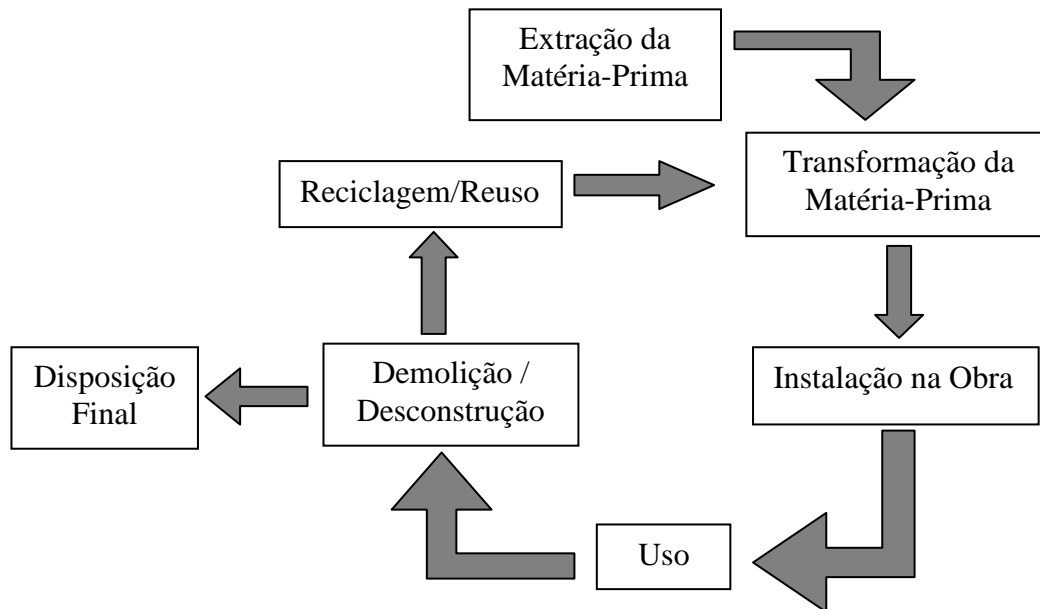 Extração da
Matéria-Prima
Transformação da
Matéria-Prima
Reciclagem/Reuso
Disposição
Final
Demolição /
Desconstrução
Instalação na Obra
Uso